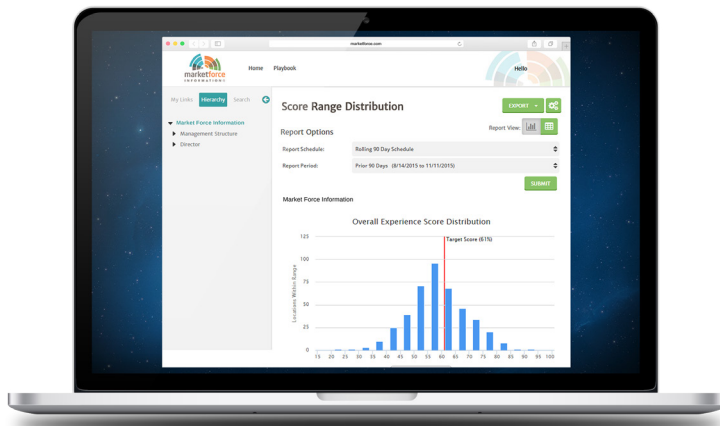 marketforce.com
marketforce
INFORMATION®
Home
Playbook
Hello
My Links
Hierarchy
Search
Market Force Information
Management Structure
Director
Score Range Distribution
EXPORT
Report Options
Report View:
Report Schedule:
Rolling 90 Day Schedule
Report Period:
Prior 90 Days (8/14/2015 to 11/11/2015)
SUBMIT
Market Force Information
Overall Experience Score Distribution
Target Score (61%)
Locations Within Range
125
100
75
50
25
0
15 20 25 30 35 40 45 50 55 60 65 70 75 80 85 90 95 100